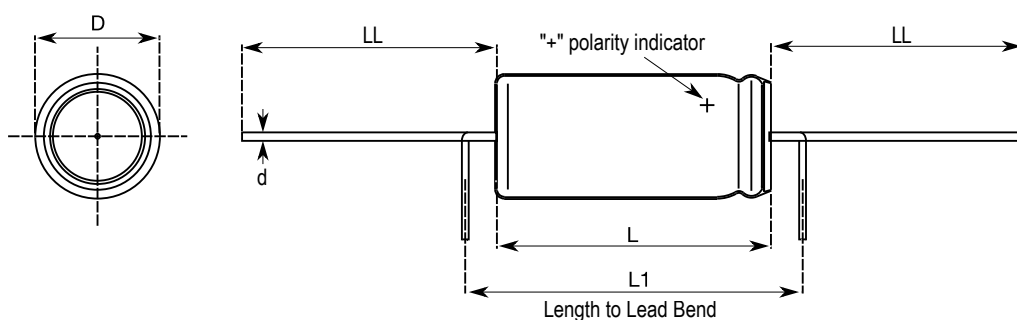 D
LL
"+" polarity indicator
LL
+
d
L
L1
Length to Lead Bend